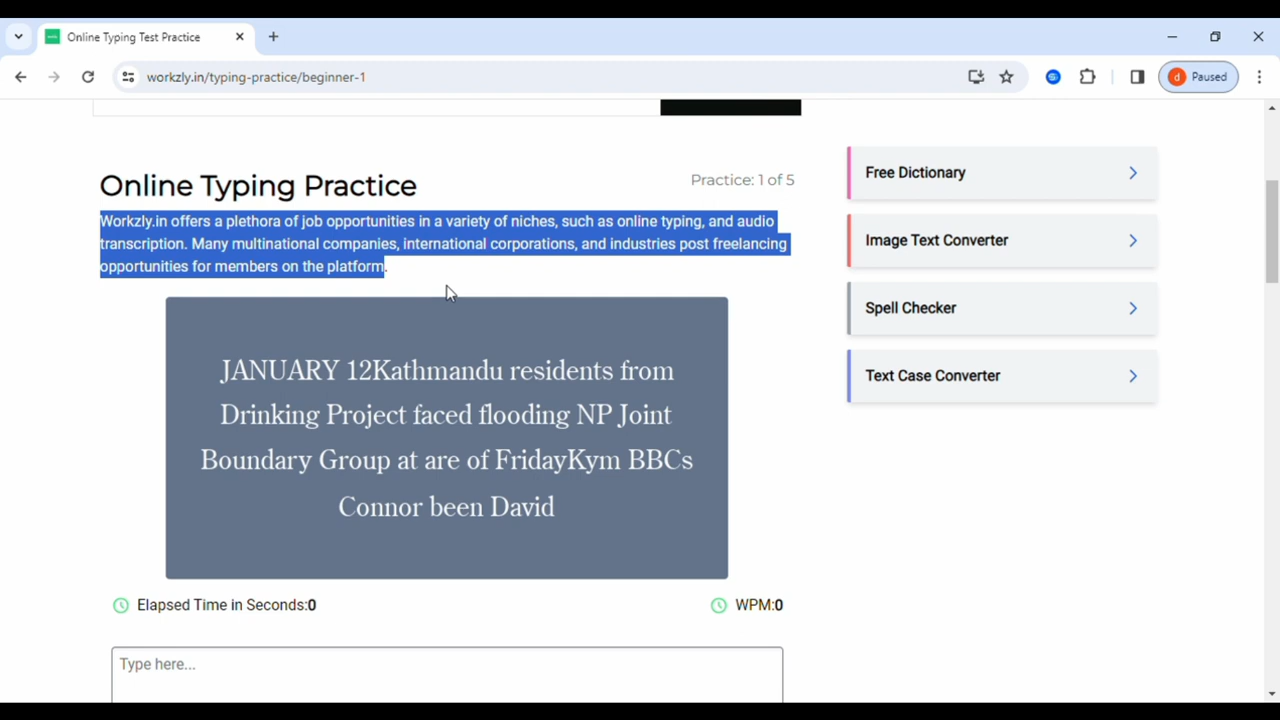 Online Typing Test Practice
workzly.in/typing-practice/beginner-1
d Paused
Online Typing Practice
Practice: 1 of 5
Workzly.in offers a plethora of job opportunities in a variety of niches, such as online typing, and audio
transcription. Many multinational companies, international corporations, and industries post freelancing
opportunities for members on the platform.
JANUARY 12Kathmandu residents from
Drinking Project faced flooding NP Joint
Boundary Group at are of FridayKym BBCs
Connor been David
Elapsed Time in Seconds:0
WPM:0
Type here...
Free Dictionary
Image Text Converter
Spell Checker
Text Case Converter